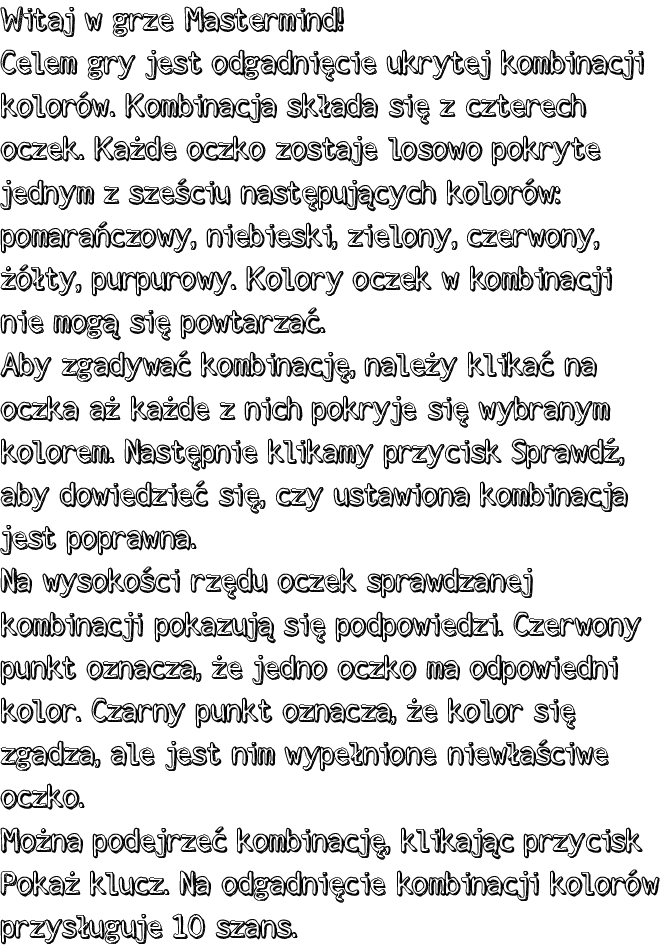 Witaj w grze Mastermind!
Celem gry jest odgadnięcie ukrytej kombinacji
kolorów. Kombinacja składa się z czterech
oczek. Każde oczko zostaje losowo pokryte
jednym z sześciu następujących kolorów:
pomarańczowy, niebieski, zielony, czerwony,
żółty, purpurowy. Kolory oczek w kombinacji
nie mogą się powtarzać.
Aby zgadywać kombinację, należy klikać na
oczka aż każde z nich pokryje się wybranym
kolorem. Następnie klikamy przycisk Sprawdź,
aby dowiedzieć się, czy ustawiona kombinacja
jest poprawna.
Na wysokości rzędu oczek sprawdzanej
kombinacji pokazują się podpowiedzi. Czerwony
punkt oznacza, że jedno oczko ma odpowiedni
kolor. Czarny punkt oznacza, że kolor się
zgadza, ale jest nim wypełnione niewłaściwe
oczko.
Można podejrzeć kombinację, klikając przycisk
Pokaż klucz. Na odgadnięcie kombinacji kolorów
przysługuje 10 szans.